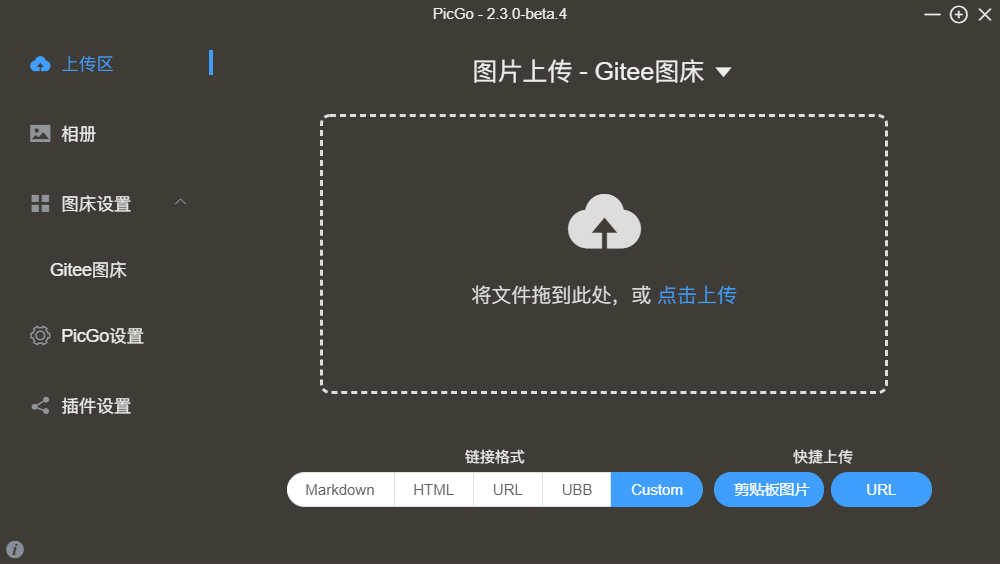 PicGo - 2.3.0-beta.4
上传区
相册
图床设置
Gitee图床
PicGo设置
插件设置
图片上传 - Gitee图床
将文件拖到此处，或 点击上传
链接格式
Markdown
HTML
URL
UBB
Custom
快捷上传
剪贴板图片
URL
i